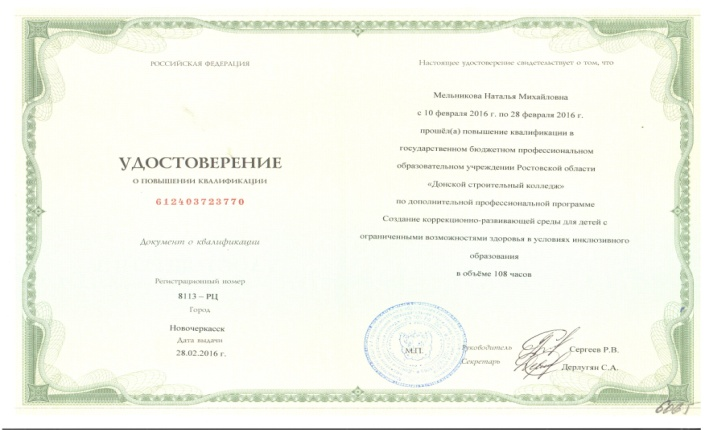 РОССИЙСКАЯ ФЕДЕРАЦИЯ
УДОСТОВЕРЕНИЕ
О ПОВЫШЕНИИ КВАЛИФИКАЦИИ
612403723770
Документ о квалификации
Регистрационный номер
8113 – РЦ
Город
Новочеркасск
Дата выдачи
28.02.2016 г.
Настоящее удостоверение свидетельствует о том, что
Мельникова Наталья Михайловна
с 10 февраля 2016 г. по 28 февраля 2016 г.
прошёл(а) повышение квалификации в
государственном бюджетном профессиональном
образовательном учреждении Ростовской области
«Донской строительный колледж»
по дополнительной профессиональной программе
Создание коррекционно-развивающей среды для детей с
ограниченными возможностями здоровья в условиях инклюзивного
образования
в объёме 108 часов
М.П.
Руководитель
Сергеев Р.В.
Секретарь
Дерлугян С.А.